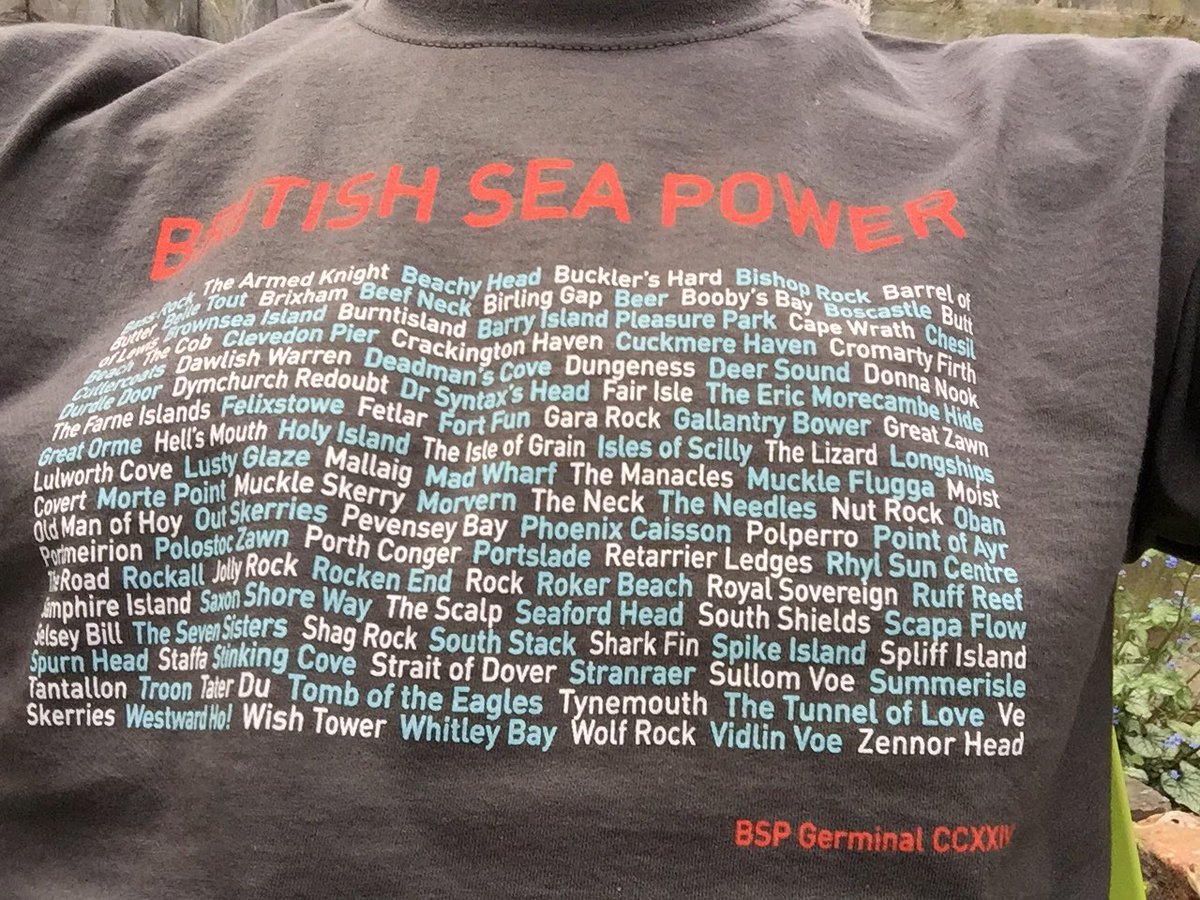 BRITISH SEA POWER
Bass Rock The Armed Knight Beachy Head Buckler's Hard Bishop Rock Barrel of
Butter Belle Tout Brixham Beef Neck Birling Gap Beer Booby's Bay Boscastle Butt
of Lewis Brownsea Island Burntisland Barry Island Pleasure Park Cape Wrath Chesil
Beach The Cob Clevedon Pier Crackington Haven Cuckmere Haven Cromarty Firth
Cullercoats Dawlish Warren Deadman's Cove Dungeness Deer Sound Donna Nook
Durdle Door Dymchurch Redoubt Dr Syntax's Head Fair Isle The Eric Morecambe Hide
The Farne Islands Felixstowe Fetlar Fort Fun Gara Rock Gallantry Bower Great Zawn
Great Orme Hell's Mouth Holy Island The Isle of Grain Isles of Scilly The Lizard Longships
Lulworth Cove Lusty Glaze Mallaig Mad Wharf The Manacles Muckle Flugga Moist
Covert Morte Point Muckle Skerry Morvern The Neck The Needles Nut Rock Oban
Old Man of Hoy Out Skerries Pevensey Bay Phoenix Caisson Polperro Point of Ayr
Portmeirion Polostoc Zawn Porth Conger Portslade Retarrier Ledges Rhyl Sun Centre
The Road Rockall Jolly Rock Rocken End Rock Roker Beach Royal Sovereign Ruff Reef
Samphire Island Saxon Shore Way The Scalp Seaford Head South Shields Scapa Flow
Selsey Bill The Seven Sisters Shag Rock South Stack Shark Fin Spike Island Spliff Island
Spurn Head Staffa Stinking Cove Strait of Dover Stranraer Sullom Voe Summerisle
Tantallon Troon Tater Du Tomb of the Eagles Tynemouth The Tunnel of Love Ve
Skerries Westward Ho! Wish Tower Whitley Bay Wolf Rock Vidlin Voe Zennor Head
BSP Germinal CCXXIV